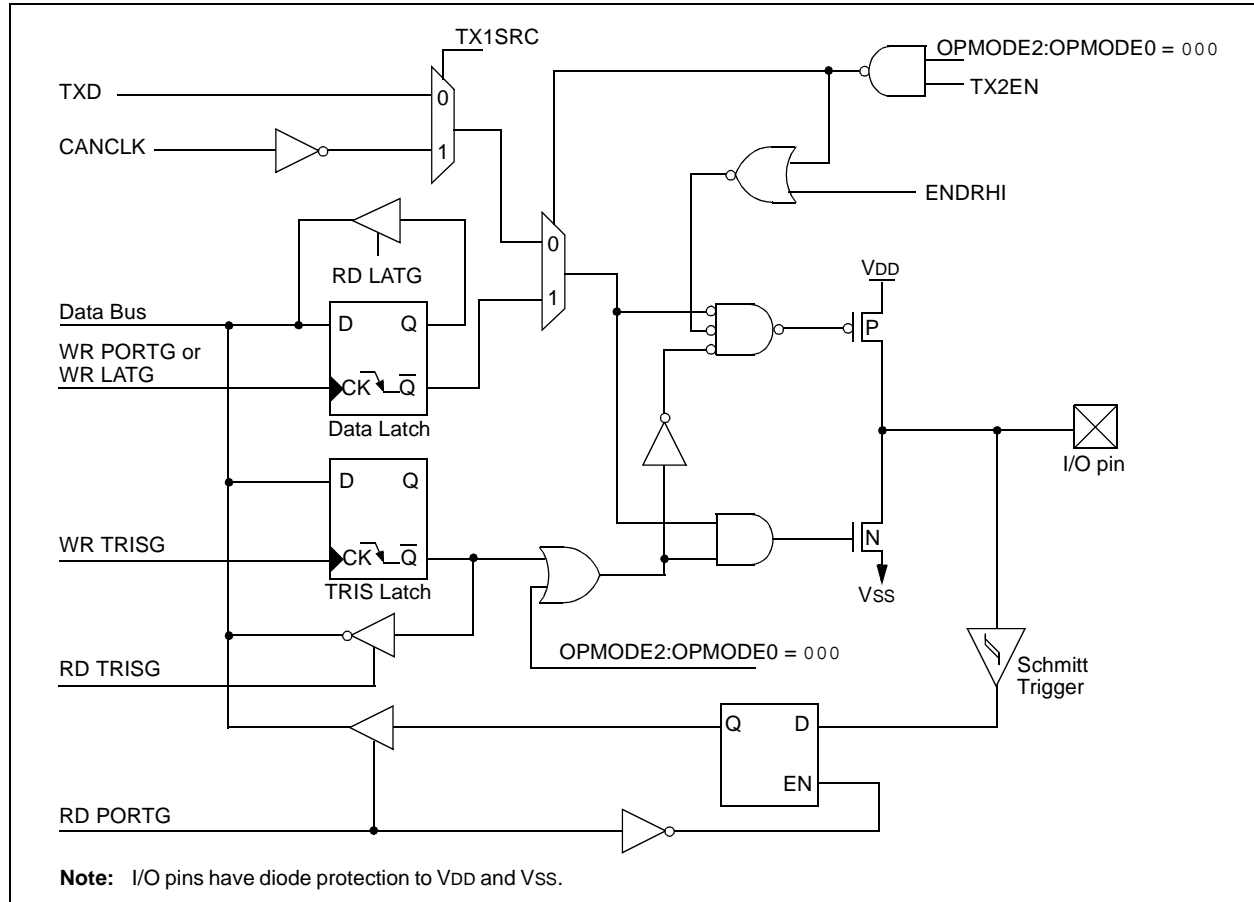 TX1SRC
OPMODE2:OPMODE0 = 000
TXD
0
TX2EN
CANCLK
1
ENDRHI
0
RD LATG
VDD
1
Data Bus
D
Q
P
WR PORTG or
WR LATG
CK
Q
Data Latch
I/O pin
D
Q
WR TRISG
CK
Q
N
TRIS Latch
VSS
OPMODE2:OPMODE0 = 000
RD TRISG
Schmitt
Trigger
Q
D
EN
RD PORTG
Note: I/O pins have diode protection to VDD and VSS.